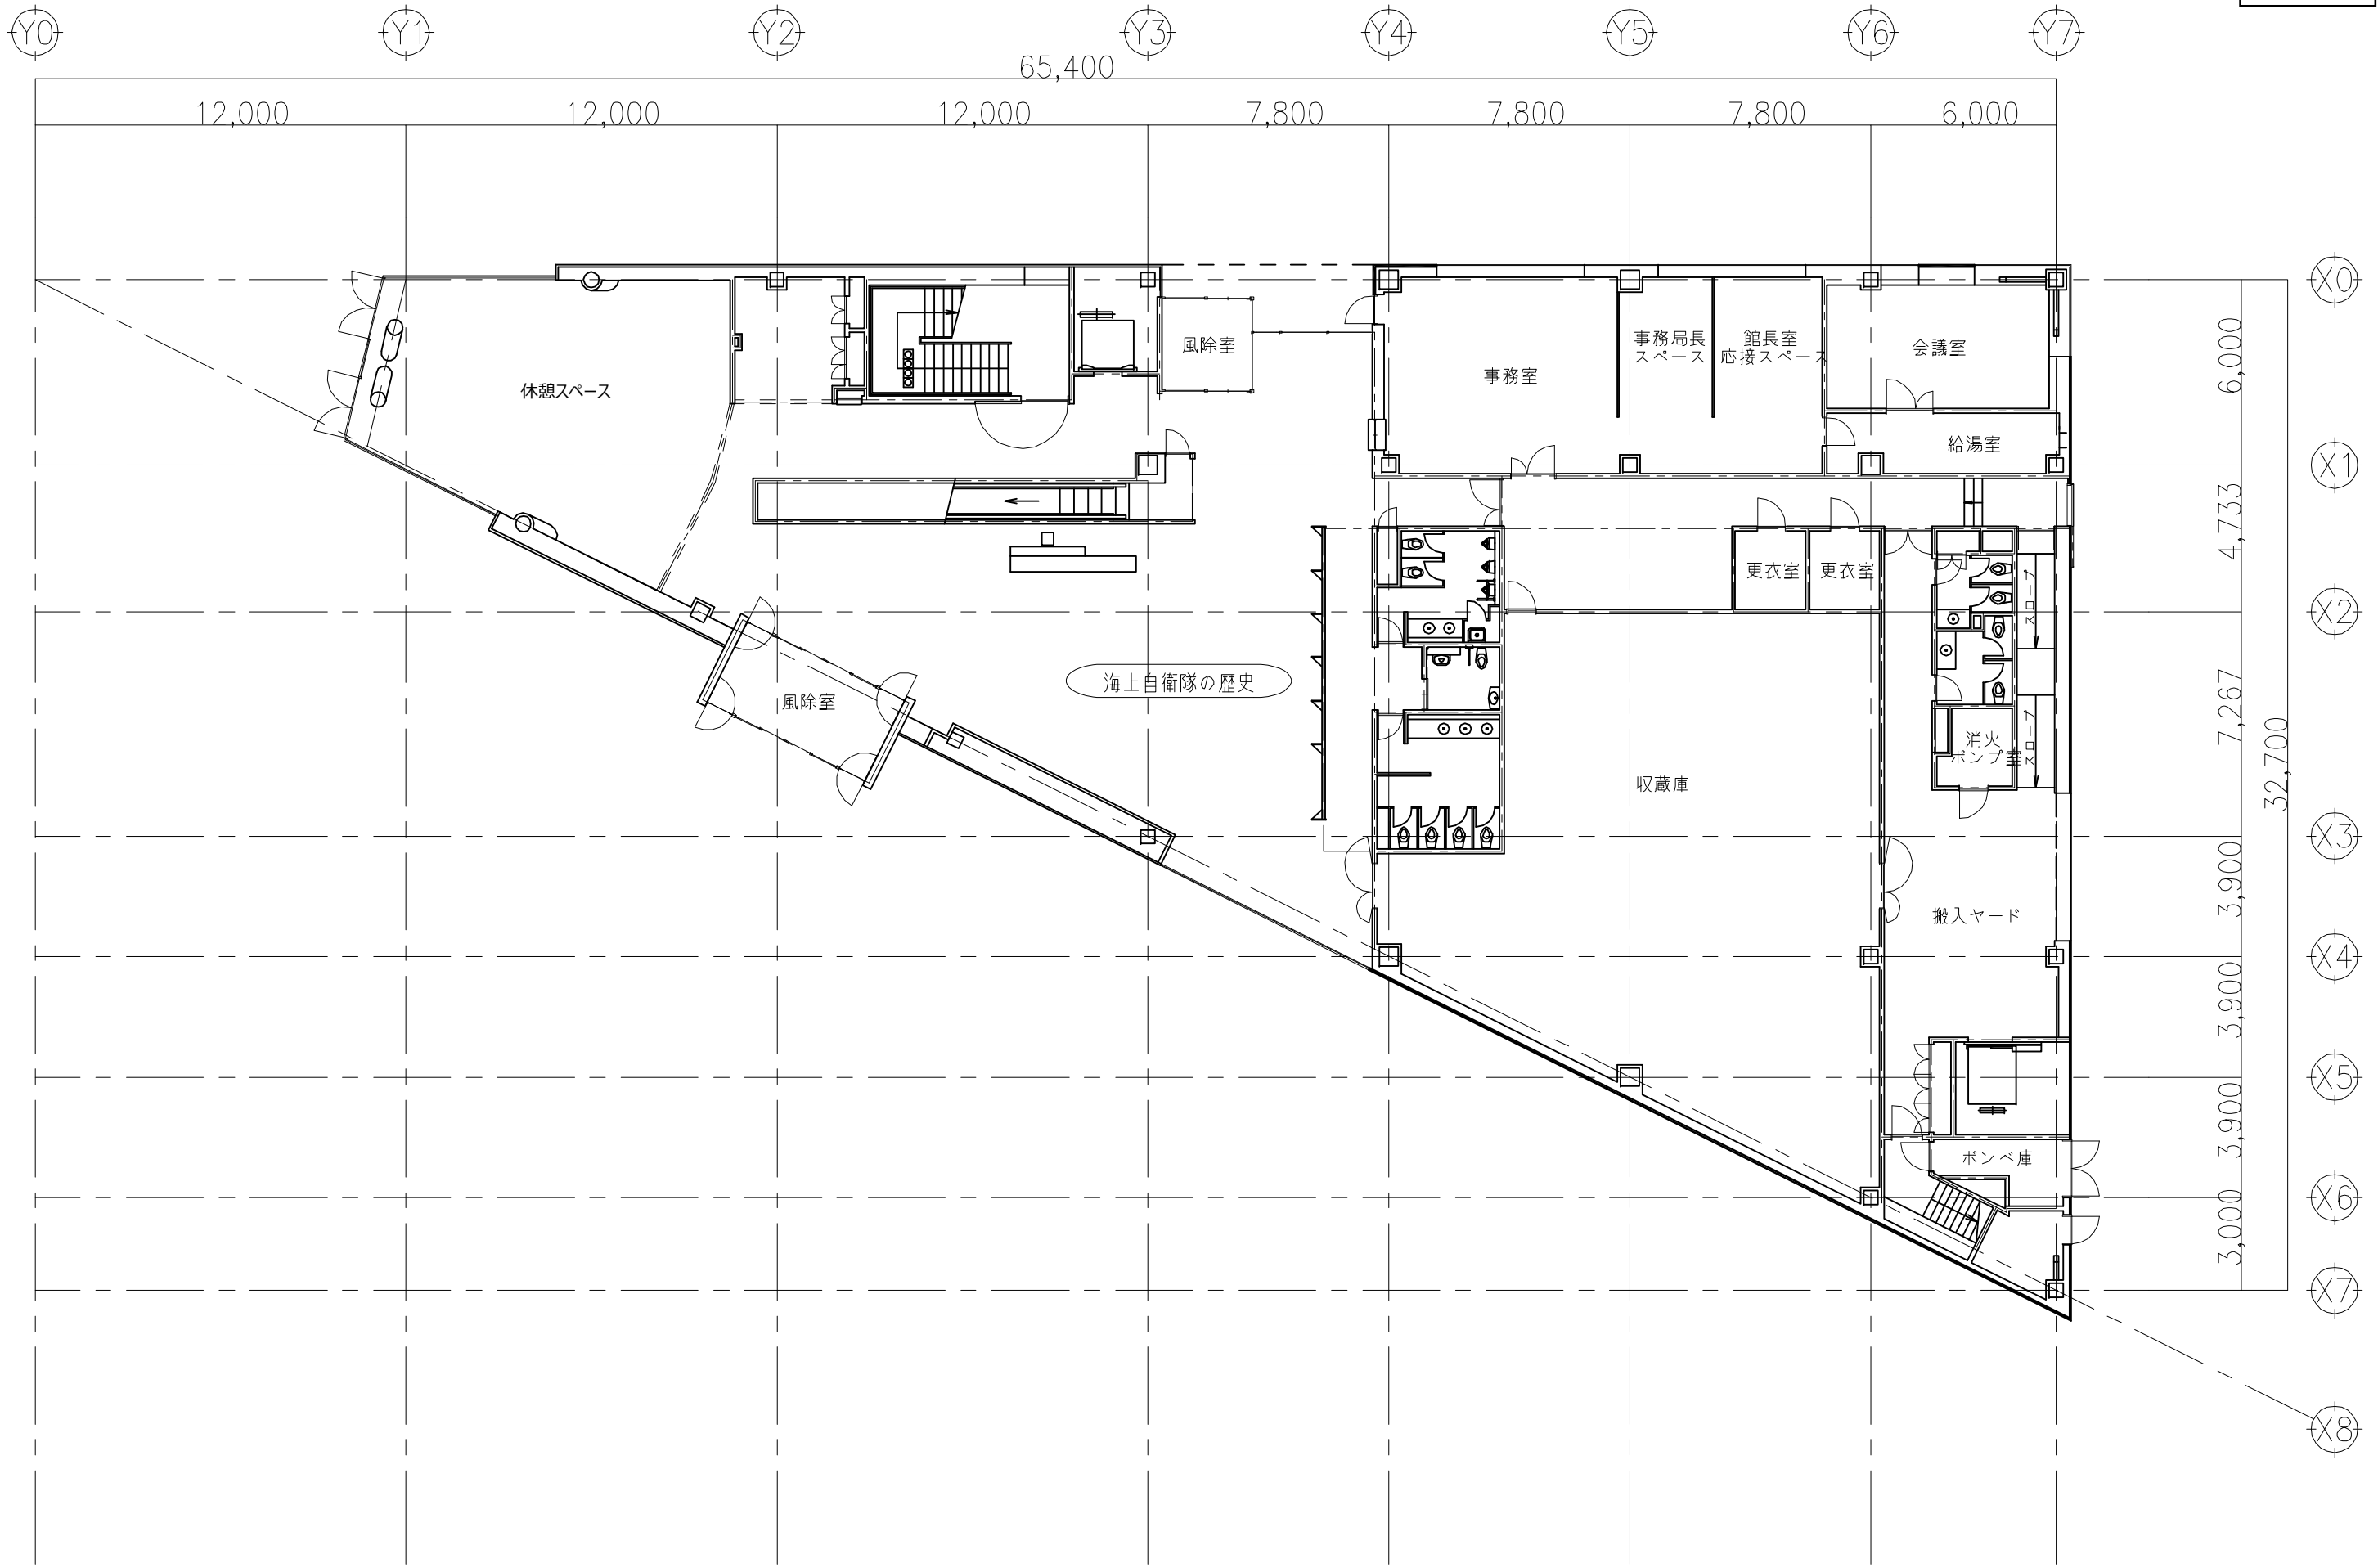 Y0 Y1 Y2 Y3 Y4 Y5 Y6 Y7
65,400
12,000 12,000 12,000 7,800 7,800 7,800 6,000
X0
風除室
事務局長
スペース
館長室
応接スペース
会議室
6,000
事務室
休憩スペース
給湯室
X1
4,733
更衣室 更衣室
スロープ
X2
海上自衛隊の歴史
風除室
7,267
消火
ポンプ室
スロープ
32,700
収蔵庫
X3
3,900
搬入ヤード
X4
3,900
X5
3,900
ボンベ庫
X6
3,000
X7
X8